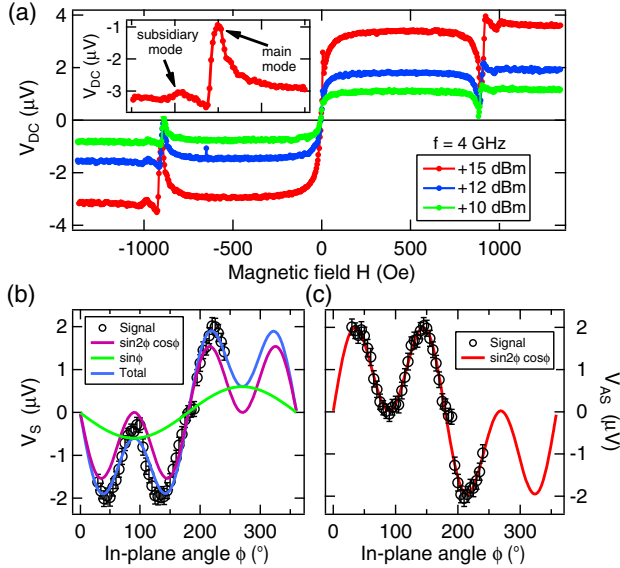 (a)
-1
-2
-3
V_DC (μV)
subsidiary
mode
main
mode
4
2
0
-2
-4
V_DC (μV)
f = 4 GHz
+15 dBm
+12 dBm
+10 dBm
-1000 -500 0 500 1000
Magnetic field H (Oe)
(b)
2
1
0
-1
-2
V_S (μV)
Signal
sin2ϕ cosϕ
sinϕ
Total
0 100 200 300
In-plane angle ϕ (°)
(c)
Signal
sin2ϕ cosϕ
2
1
0
-1
-2
V_AS (μV)
0 100 200 300
In-plane angle ϕ (°)